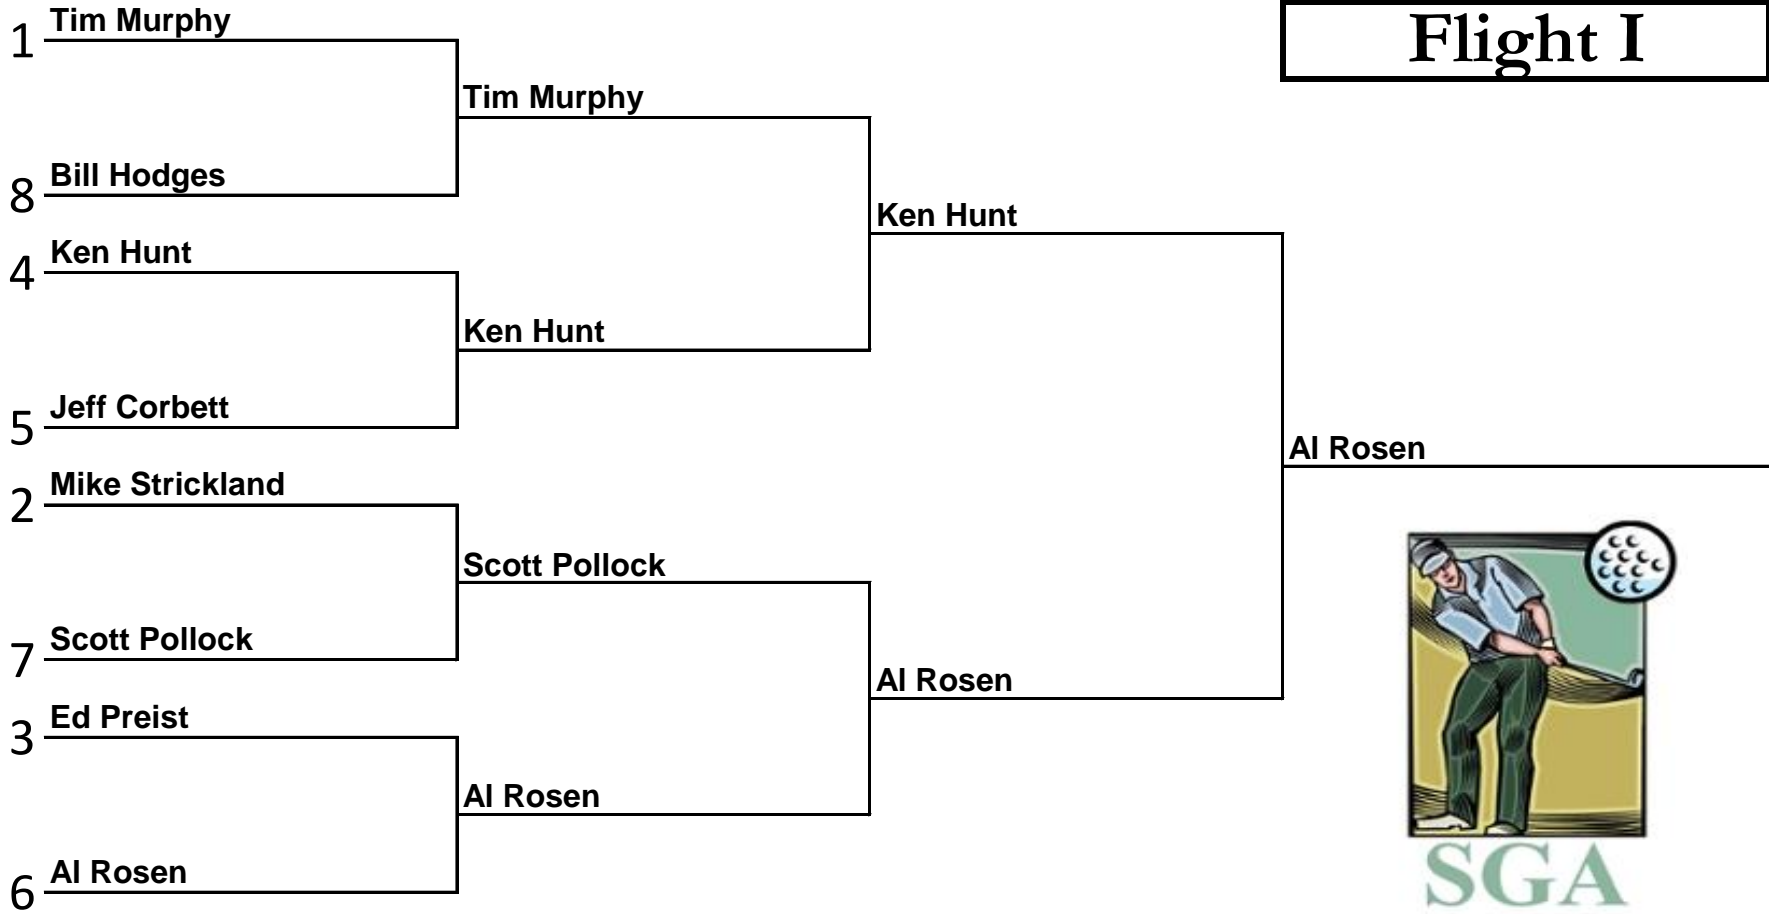 Flight I
1 Tim Murphy
Tim Murphy
8 Bill Hodges
Ken Hunt
4 Ken Hunt
Ken Hunt
5 Jeff Corbett
Al Rosen
2 Mike Strickland
Scott Pollock
7 Scott Pollock
Al Rosen
3 Ed Preist
Al Rosen
6 Al Rosen
SGA